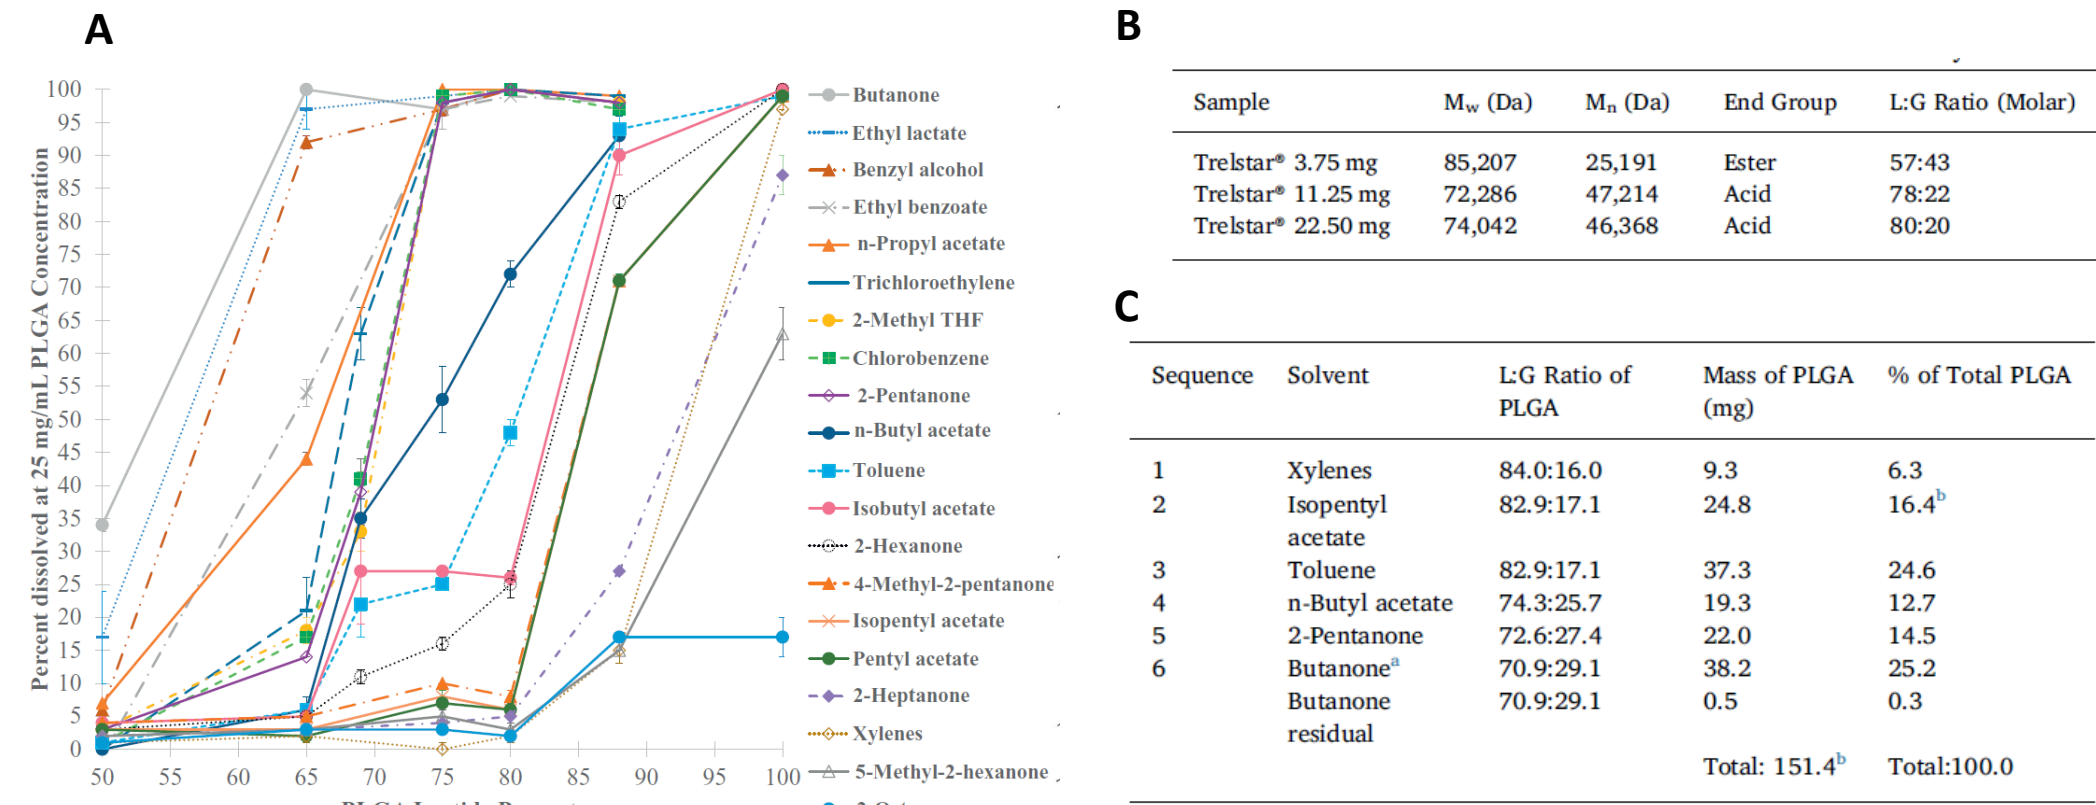 A
Percent dissolved at 25 mg/mL PLGA Concentration
100
95
90
85
80
75
70
65
60
55
50
45
40
35
30
25
20
15
10
5
0
50 55 60 65 70 75 80 85 90 95 100
Butanone
Ethyl lactate
Benzyl alcohol
Ethyl benzoate
n-Propyl acetate
Trichloroethylene
2-Methyl THF
Chlorobenzene
2-Pentanone
n-Butyl acetate
Toluene
Isobutyl acetate
2-Hexanone
4-Methyl-2-pentanone
Isopentyl acetate
Pentyl acetate
2-Heptanone
Xylenes
5-Methyl-2-hexanone
B
Sample Mw (Da) Mn (Da) End Group L:G Ratio (Molar)
Trelstar® 3.75 mg 85,207 25,191 Ester 57:43
Trelstar® 11.25 mg 72,286 47,214 Acid 78:22
Trelstar® 22.50 mg 74,042 46,368 Acid 80:20
C
Sequence Solvent L:G Ratio of Mass of PLGA % of Total PLGA
PLGA (mg)
1 Xylenes 84.0:16.0 9.3 6.3
2 Isopentyl 82.9:17.1 24.8 16.4b
acetate
3 Toluene 82.9:17.1 37.3 24.6
4 n-Butyl acetate 74.3:25.7 19.3 12.7
5 2-Pentanone 72.6:27.4 22.0 14.5
6 Butanonea 70.9:29.1 38.2 25.2
Butanone 70.9:29.1 0.5 0.3
residual
Total: 151.4b Total:100.0